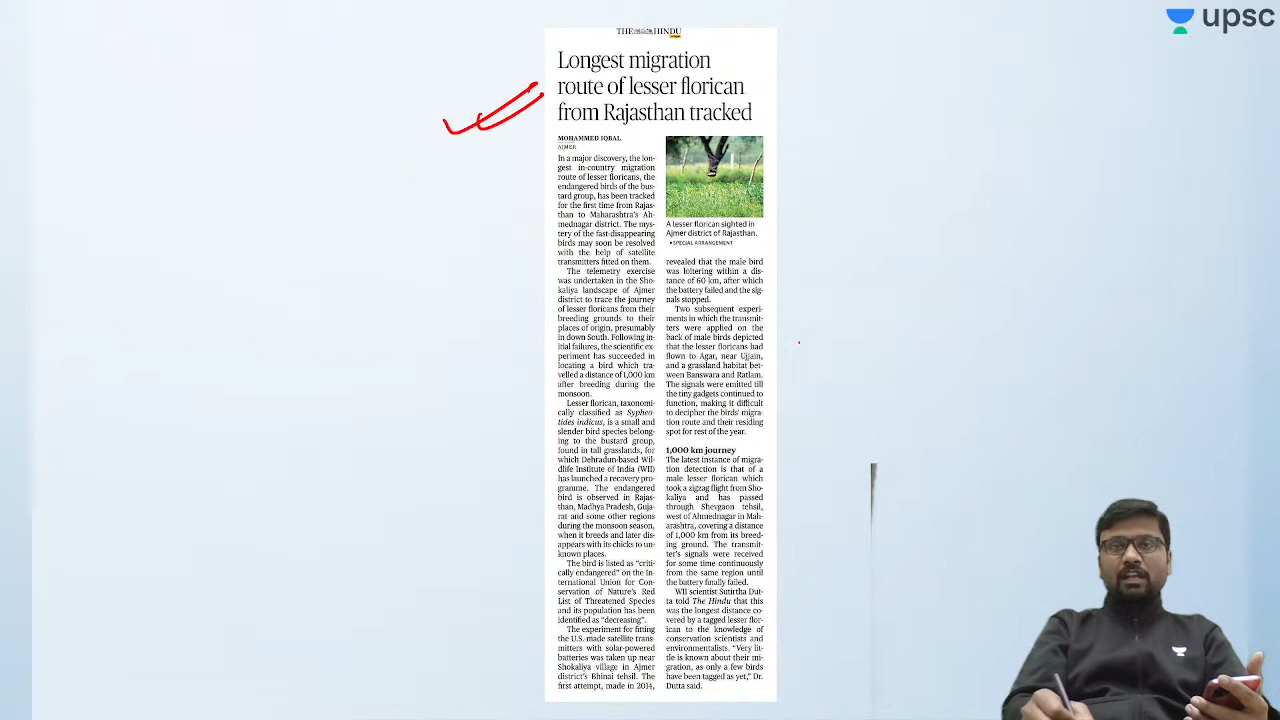 upsc
THE HINDU
Longest migration
route of lesser florican
from Rajasthan tracked
MOHAMMED IQBAL
AJMER
In a major discovery, the lon-
gest in-country migration
route of lesser floricans, the
endangered birds of the bus-
tard group, has been tracked
for the first time from Rajas-
than to Maharashtra's Ah-
mednagar district. The mys-
tery of the fast-disappearing
birds may soon be resolved
with the help of satellite
transmitters fitted on them.
The telemetry exercise
was undertaken in the Sho-
kaliya landscape of Ajmer
district to trace the journey
of lesser floricans from their
breeding grounds to their
places of origin, presumably
in down South. Following in-
itial failures, the scientific ex-
periment has succeeded in
locating a bird which tra-
velled a distance of 1,000 km
after breeding during the
monsoon.
Lesser florican, taxonomi-
cally classified as Sypheo-
tides indicus, is a small and
slender bird species belong-
ing to the bustard group,
found in tall grasslands, for
which Dehradun-based Wil-
dlife Institute of India (WII)
has launched a recovery pro-
gramme. The endangered
bird is observed in Rajas-
than, Madhya Pradesh, Guja-
rat and some other regions
during the monsoon season,
when it breeds and later dis-
appears with its chicks to un-
known places.
The bird is listed as “criti-
cally endangered” on the In-
ternational Union for Con-
servation of Nature's Red
List of Threatened Species
and its population has been
identified as “decreasing”.
The experiment for fitting
the U.S.-made satellite trans-
mitters with solar-powered
batteries was taken up near
Shokaliya village in Ajmer
district's Bhinai tehsil. The
first attempt, made in 2014,
A lesser florican sighted in
Ajmer district of Rajasthan.
• SPECIAL ARRANGEMENT
revealed that the male bird
was loitering within a dis-
tance of 60 km, after which
the battery failed and the sig-
nals stopped.
Two subsequent experi-
ments in which the transmit-
ters were applied on the
back of male birds depicted
that the lesser floricans had
flown to Agar, near Ujjain,
and a grassland habitat bet-
ween Banswara and Ratlam.
The signals were emitted till
the tiny gadgets continued to
function, making it difficult
to decipher the birds' migra-
tion route and their residing
spot for rest of the year.
1,000 km journey
The latest instance of migra-
tion detection is that of a
male lesser florican which
took a zigzag flight from Sho-
kaliya and has passed
through Shevgaon tehsil,
west of Ahmednagar in Mah-
arashtra, covering a distance
of 1,000 km from its breed-
ing ground. The transmit-
ter's signals were received
for some time continuously
from the same region until
the battery finally failed.
WII scientist Sutirtha Dut-
ta told The Hindu that this
was the longest distance co-
vered by a tagged lesser flor-
ican to the knowledge of
conservation scientists and
environmentalists. “Very lit-
tle is known about their mi-
gration, as only a few birds
have been tagged as yet,” Dr.
Dutta said.